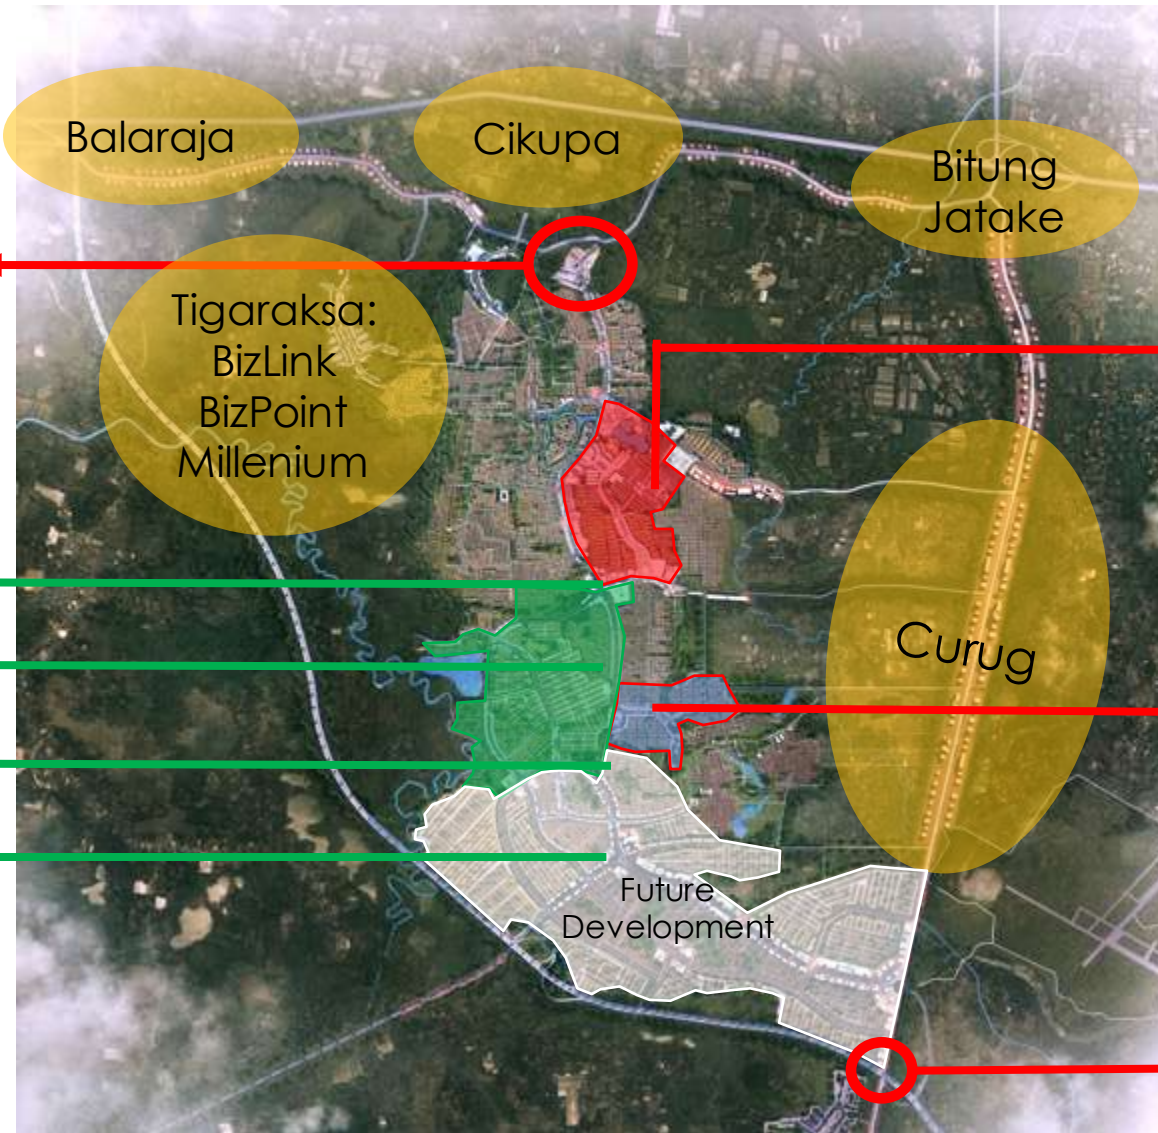 Balaraja
Cikupa
Bitung
Jatake
Tigaraksa:
BizLink
BizPoint
Millenium
Curug
Future
Development